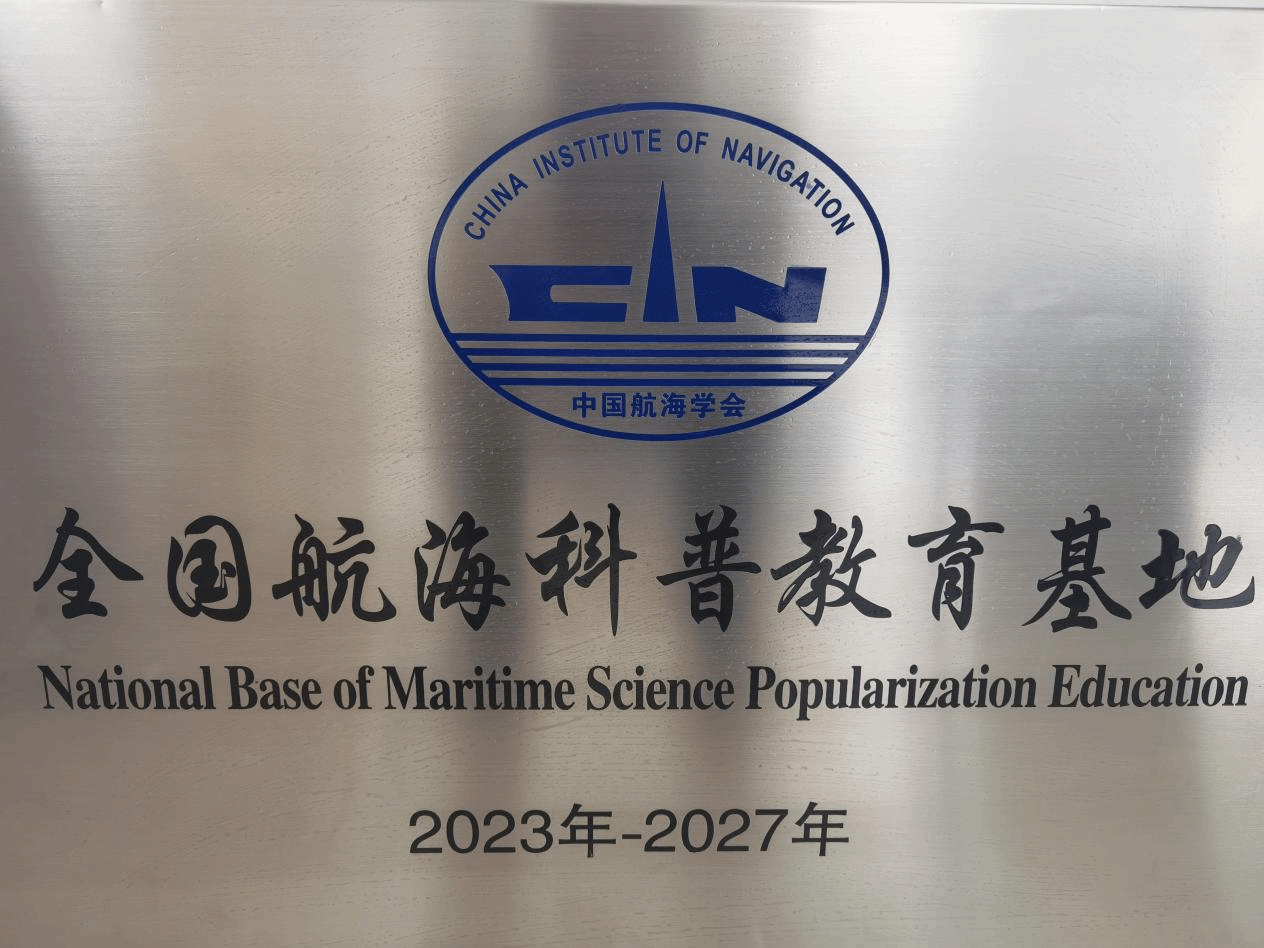 CHINA INSTITUTE OF NAVIGATION
CIN
中国航海学会
全国航海科普教育基地
National Base of Maritime Science Popularization Education
2023年-2027年